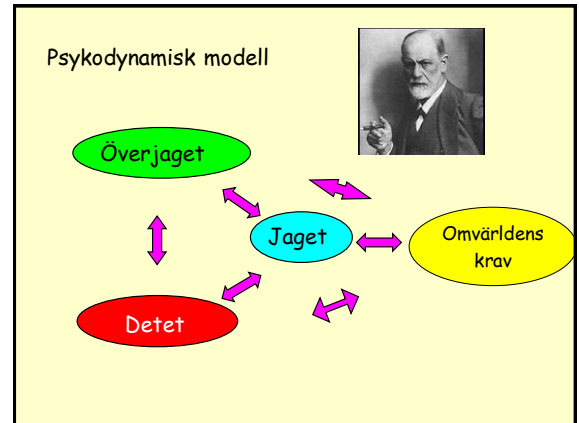 Psykodynamisk modell
Överjaget
Jaget
Omvärldens
krav
Detet